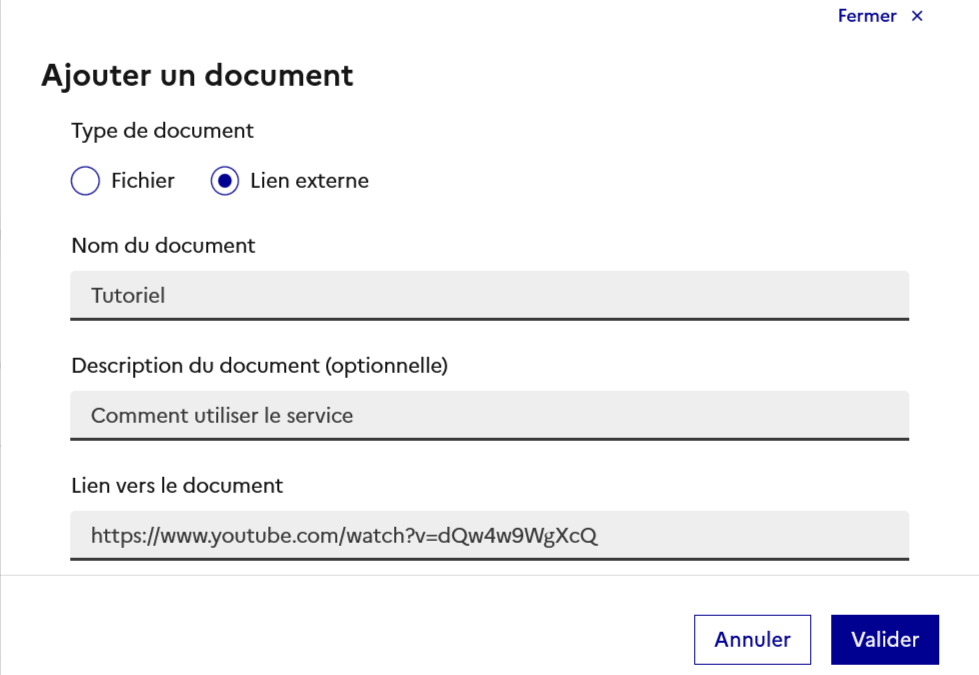 Fermer ×
Ajouter un document
Type de document
Fichier Lien externe
Nom du document
Tutoriel
Description du document (optionnelle)
Comment utiliser le service
Lien vers le document
https://www.youtube.com/watch?v=dQw4w9WgXcQ
Annuler Valider